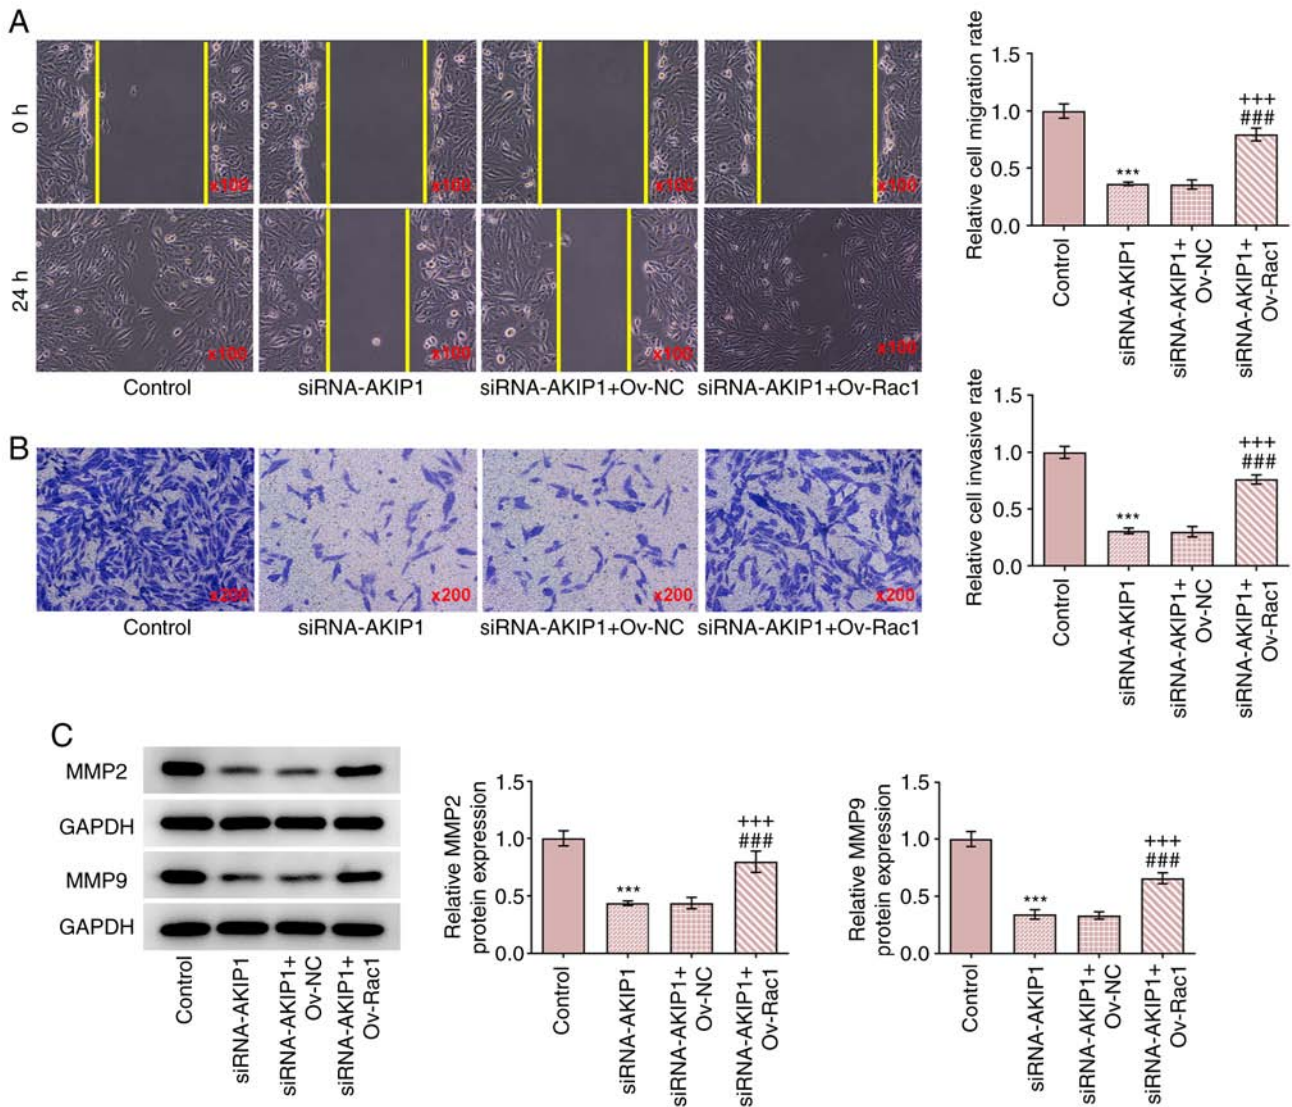 A
0 h
x100
x100
x100
x100
24 h
x100
x100
x100
x100
Control
siRNA-AKIP1
siRNA-AKIP1+Ov-NC
siRNA-AKIP1+Ov-Rac1
Relative cell migration rate
1.5
1.0
0.5
0.0
***
+++
###
Control
siRNA-AKIP1
siRNA-AKIP1+
Ov-NC
siRNA-AKIP1+
Ov-Rac1
B
x200
x200
x200
x200
Control
siRNA-AKIP1
siRNA-AKIP1+Ov-NC
siRNA-AKIP1+Ov-Rac1
Relative cell invasive rate
1.5
1.0
0.5
0.0
***
+++
###
Control
siRNA-AKIP1
siRNA-AKIP1+
Ov-NC
siRNA-AKIP1+
Ov-Rac1
C
MMP2
GAPDH
MMP9
GAPDH
Control
siRNA-AKIP1
siRNA-AKIP1+
Ov-NC
siRNA-AKIP1+
Ov-Rac1
Relative MMP2
protein expression
1.5
1.0
0.5
0.0
***
+++
###
Control
siRNA-AKIP1
siRNA-AKIP1+
Ov-NC
siRNA-AKIP1+
Ov-Rac1
Relative MMP9
protein expression
1.5
1.0
0.5
0.0
***
+++
###
Control
siRNA-AKIP1
siRNA-AKIP1+
Ov-NC
siRNA-AKIP1+
Ov-Rac1